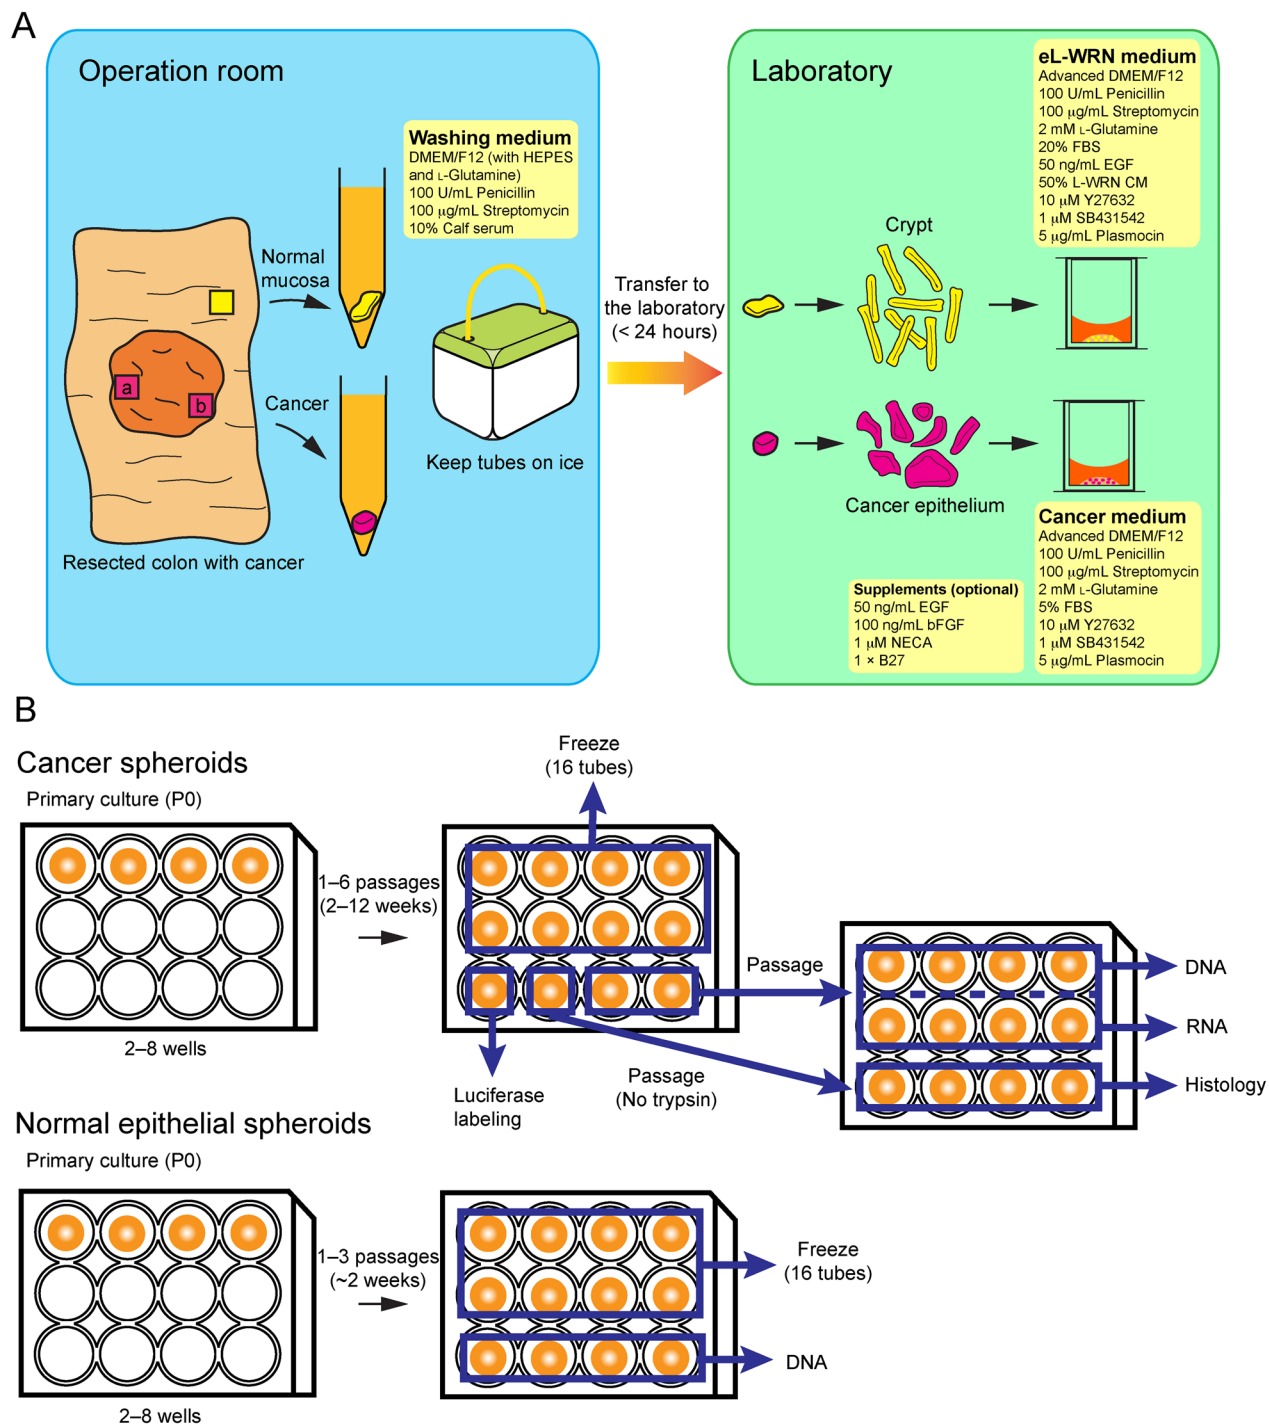 A
Operation room
Washing medium
DMEM/F12 (with HEPES
and L-Glutamine)
100 U/mL Penicillin
100 μg/mL Streptomycin
10% Calf serum
Normal
mucosa
a
b
Cancer
Keep tubes on ice
Resected colon with cancer
Transfer to
the laboratory
(< 24 hours)
Laboratory
eL-WRN medium
Advanced DMEM/F12
100 U/mL Penicillin
100 μg/mL Streptomycin
2 mM L-Glutamine
20% FBS
50 ng/mL EGF
50% L-WRN CM
10 μM Y27632
1 μM SB431542
5 μg/mL Plasmocin
Crypt
Cancer epithelium
Cancer medium
Advanced DMEM/F12
100 U/mL Penicillin
100 μg/mL Streptomycin
2 mM L-Glutamine
5% FBS
10 μM Y27632
1 μM SB431542
5 μg/mL Plasmocin
Supplements (optional)
50 ng/mL EGF
100 ng/mL bFGF
1 μM NECA
1 × B27
B
Cancer spheroids
Primary culture (P0)
2–8 wells
1–6 passages
(2–12 weeks)
Freeze
(16 tubes)
Passage
Luciferase
labeling
Passage
(No trypsin)
DNA
RNA
Histology
Normal epithelial spheroids
Primary culture (P0)
2–8 wells
1–3 passages
(~2 weeks)
Freeze
(16 tubes)
DNA